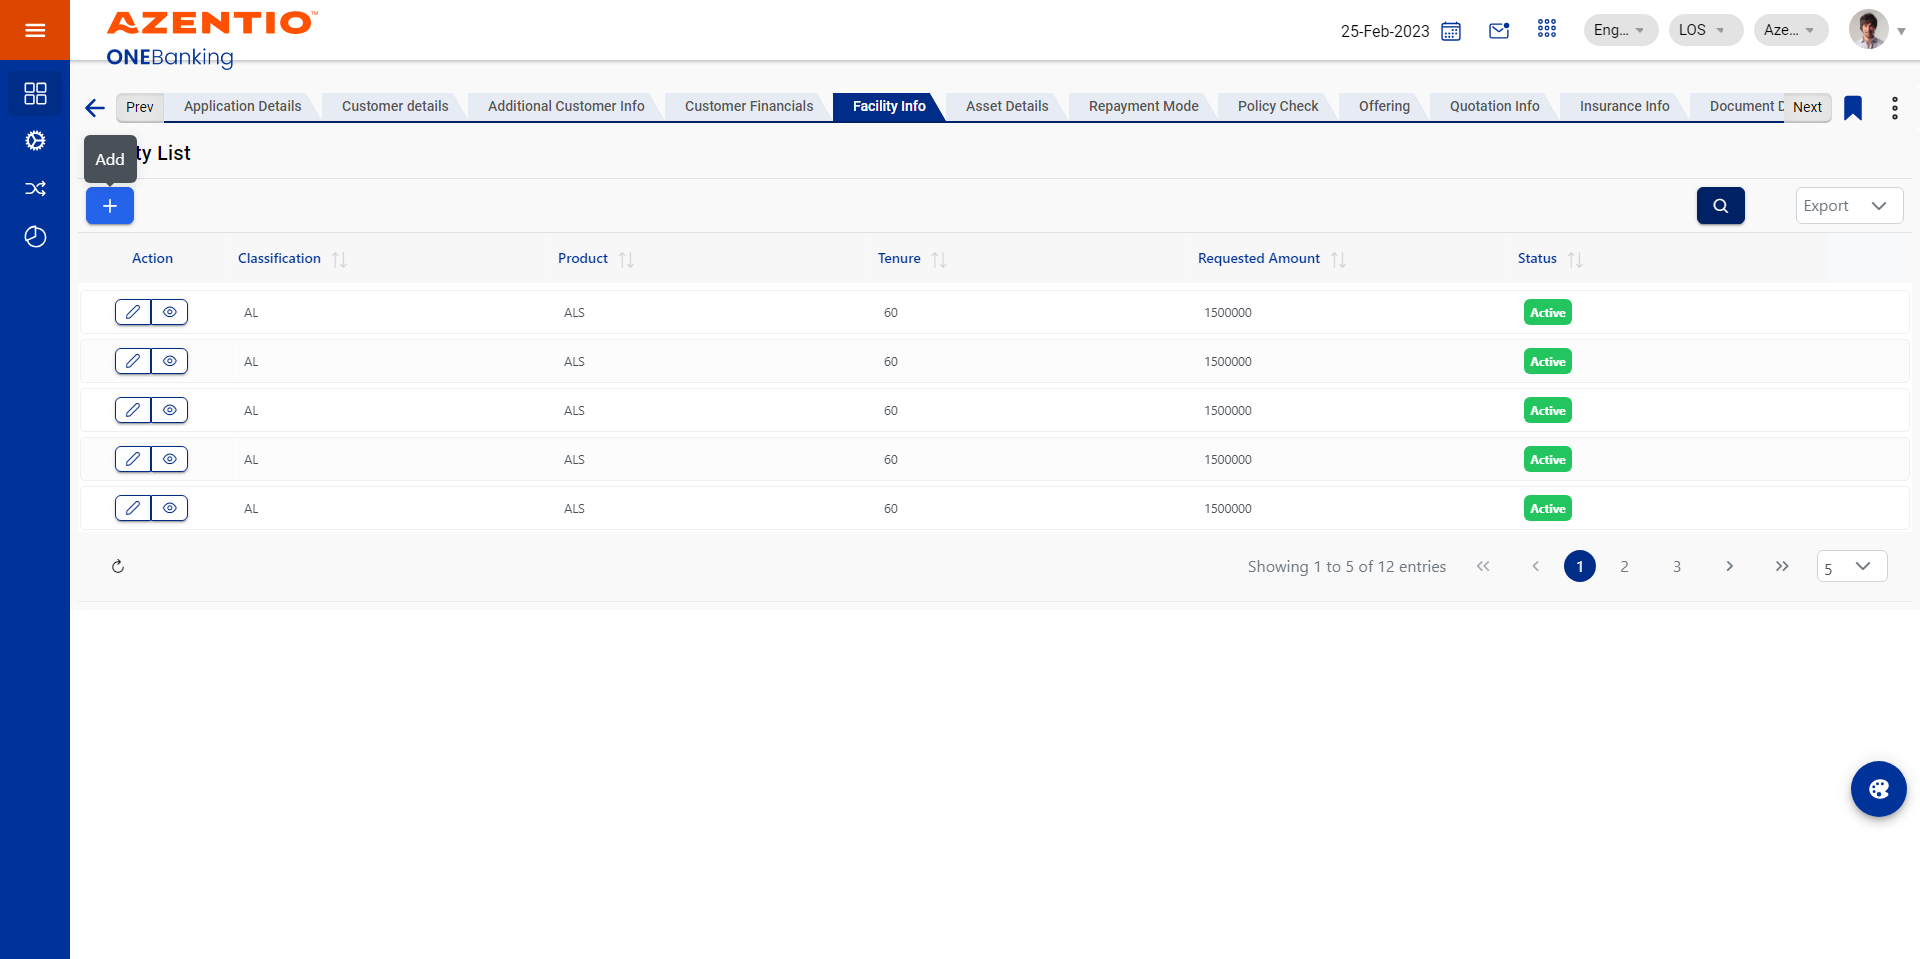 AZENTIO™
ONEBanking
25-Feb-2023
Eng...
LOS
Aze...
Prev
Application Details
Customer details
Additional Customer Info
Customer Financials
Facility Info
Asset Details
Repayment Mode
Policy Check
Offering
Quotation Info
Insurance Info
Document D
Next
Add
ty List
Export
Action Classification Product Tenure Requested Amount Status
AL ALS 60 1500000 Active
AL ALS 60 1500000 Active
AL ALS 60 1500000 Active
AL ALS 60 1500000 Active
AL ALS 60 1500000 Active
Showing 1 to 5 of 12 entries
1 2 3
5